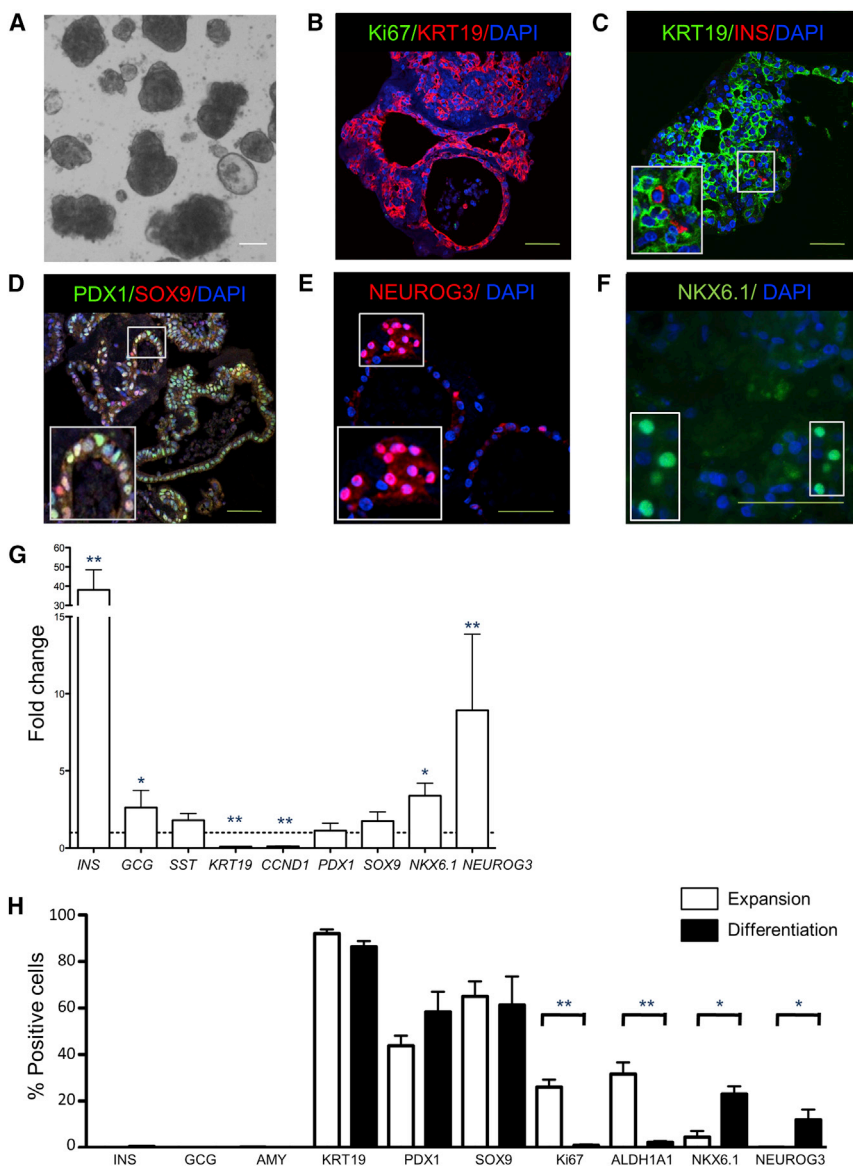 A
B
Ki67/KRT19/DAPI
C
KRT19/INS/DAPI
D
PDX1/SOX9/DAPI
E
NEUROG3/ DAPI
F
NKX6.1/ DAPI
G
Fold change
60
50
40
30
15
10
5
0
**
*
**
**
*
**
INS GCG SST KRT19 CCND1 PDX1 SOX9 NKX6.1 NEUROG3
H
Expansion
Differentiation
% Positive cells
100
80
60
40
20
0
** ** * *
INS GCG AMY KRT19 PDX1 SOX9 Ki67 ALDH1A1 NKX6.1 NEUROG3